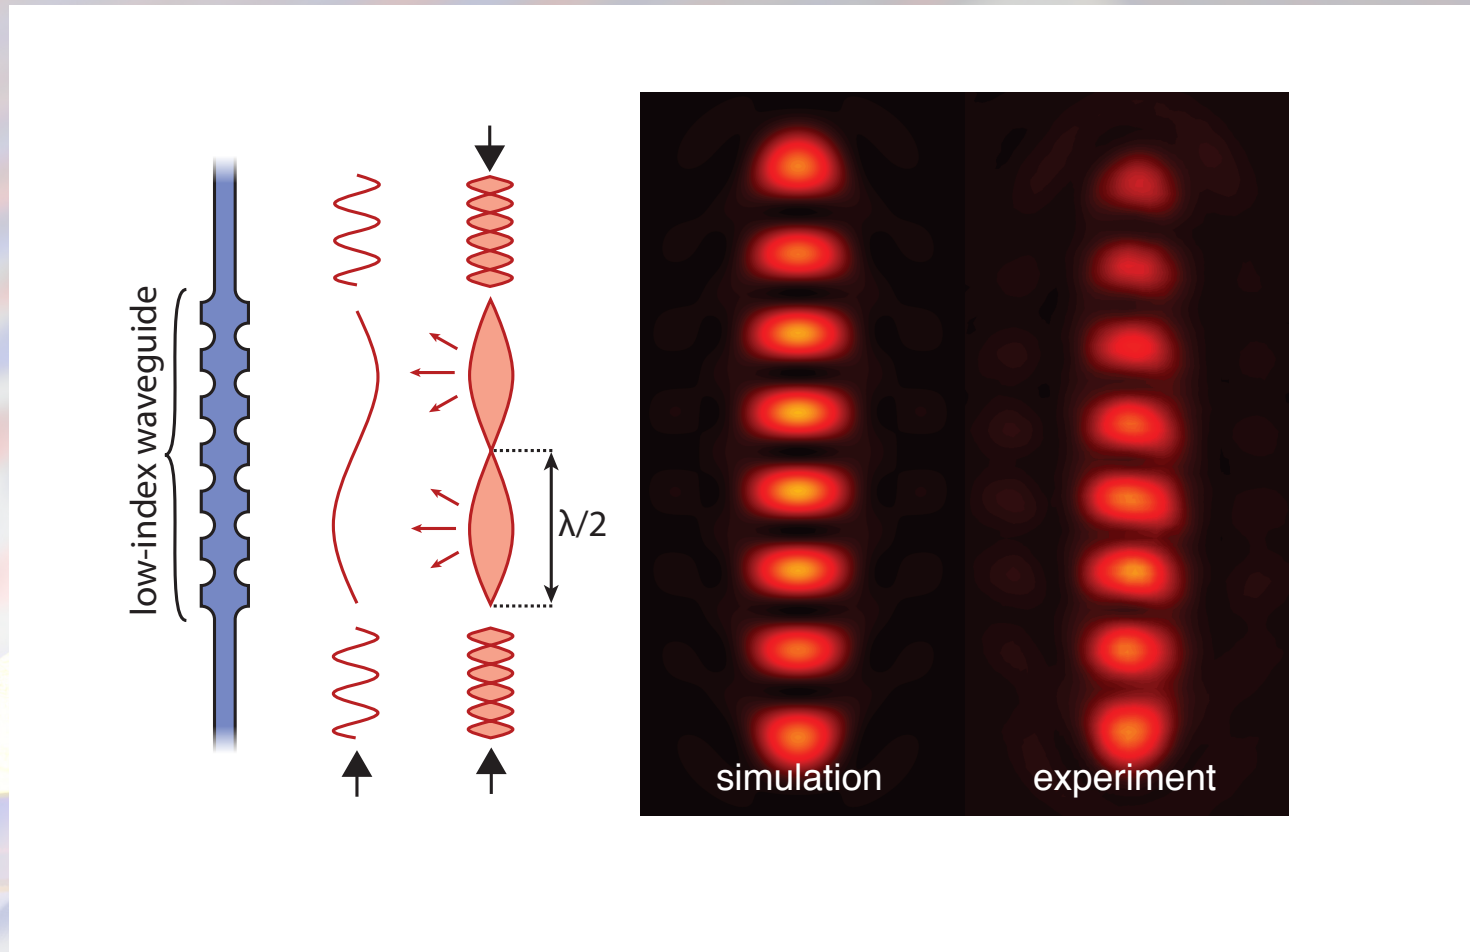 low-index waveguide
λ/2
simulation
experiment